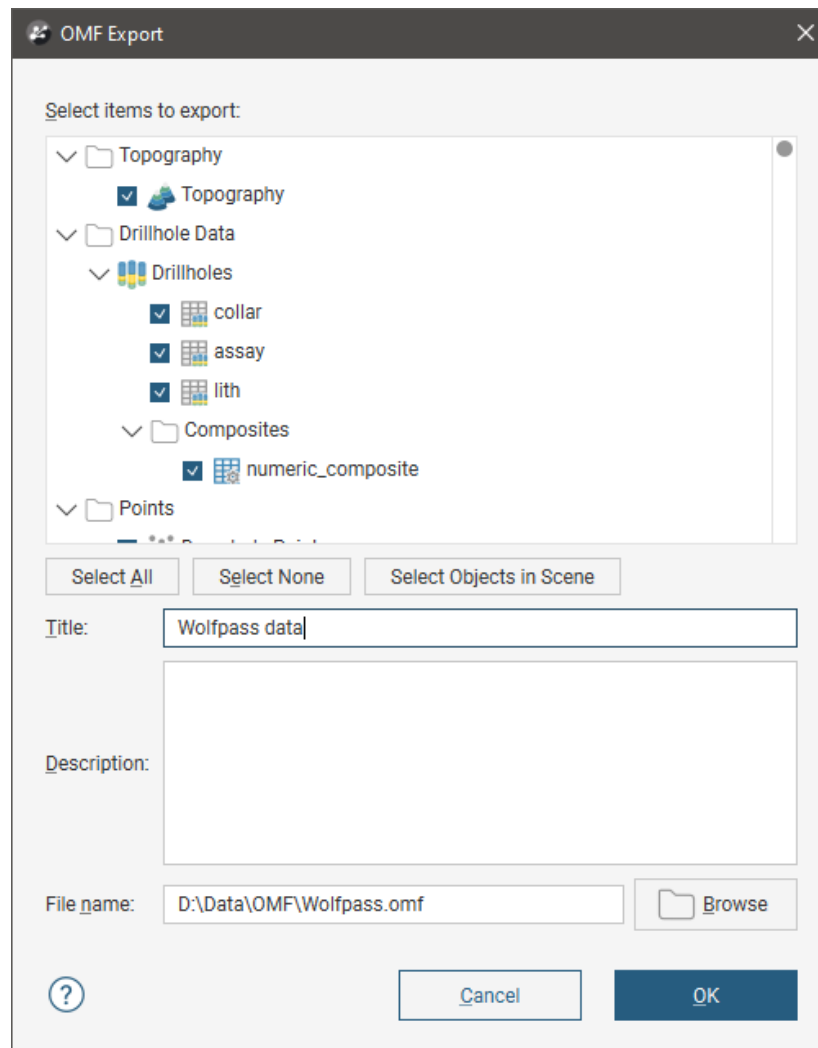 OMF Export
Select items to export:
Topography
Topography
Drillhole Data
Drillholes
collar
assay
lith
Composites
numeric_composite
Points
Select All Select None Select Objects in Scene
Title: Wolfpass data
Description:
File name: D:\Data\OMF\Wolfpass.omf Browse
? Cancel OK